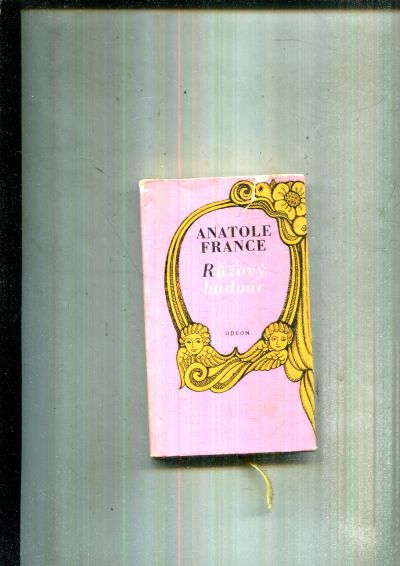 ANATOLE
FRANCE
Růžový
budoár
ODEON